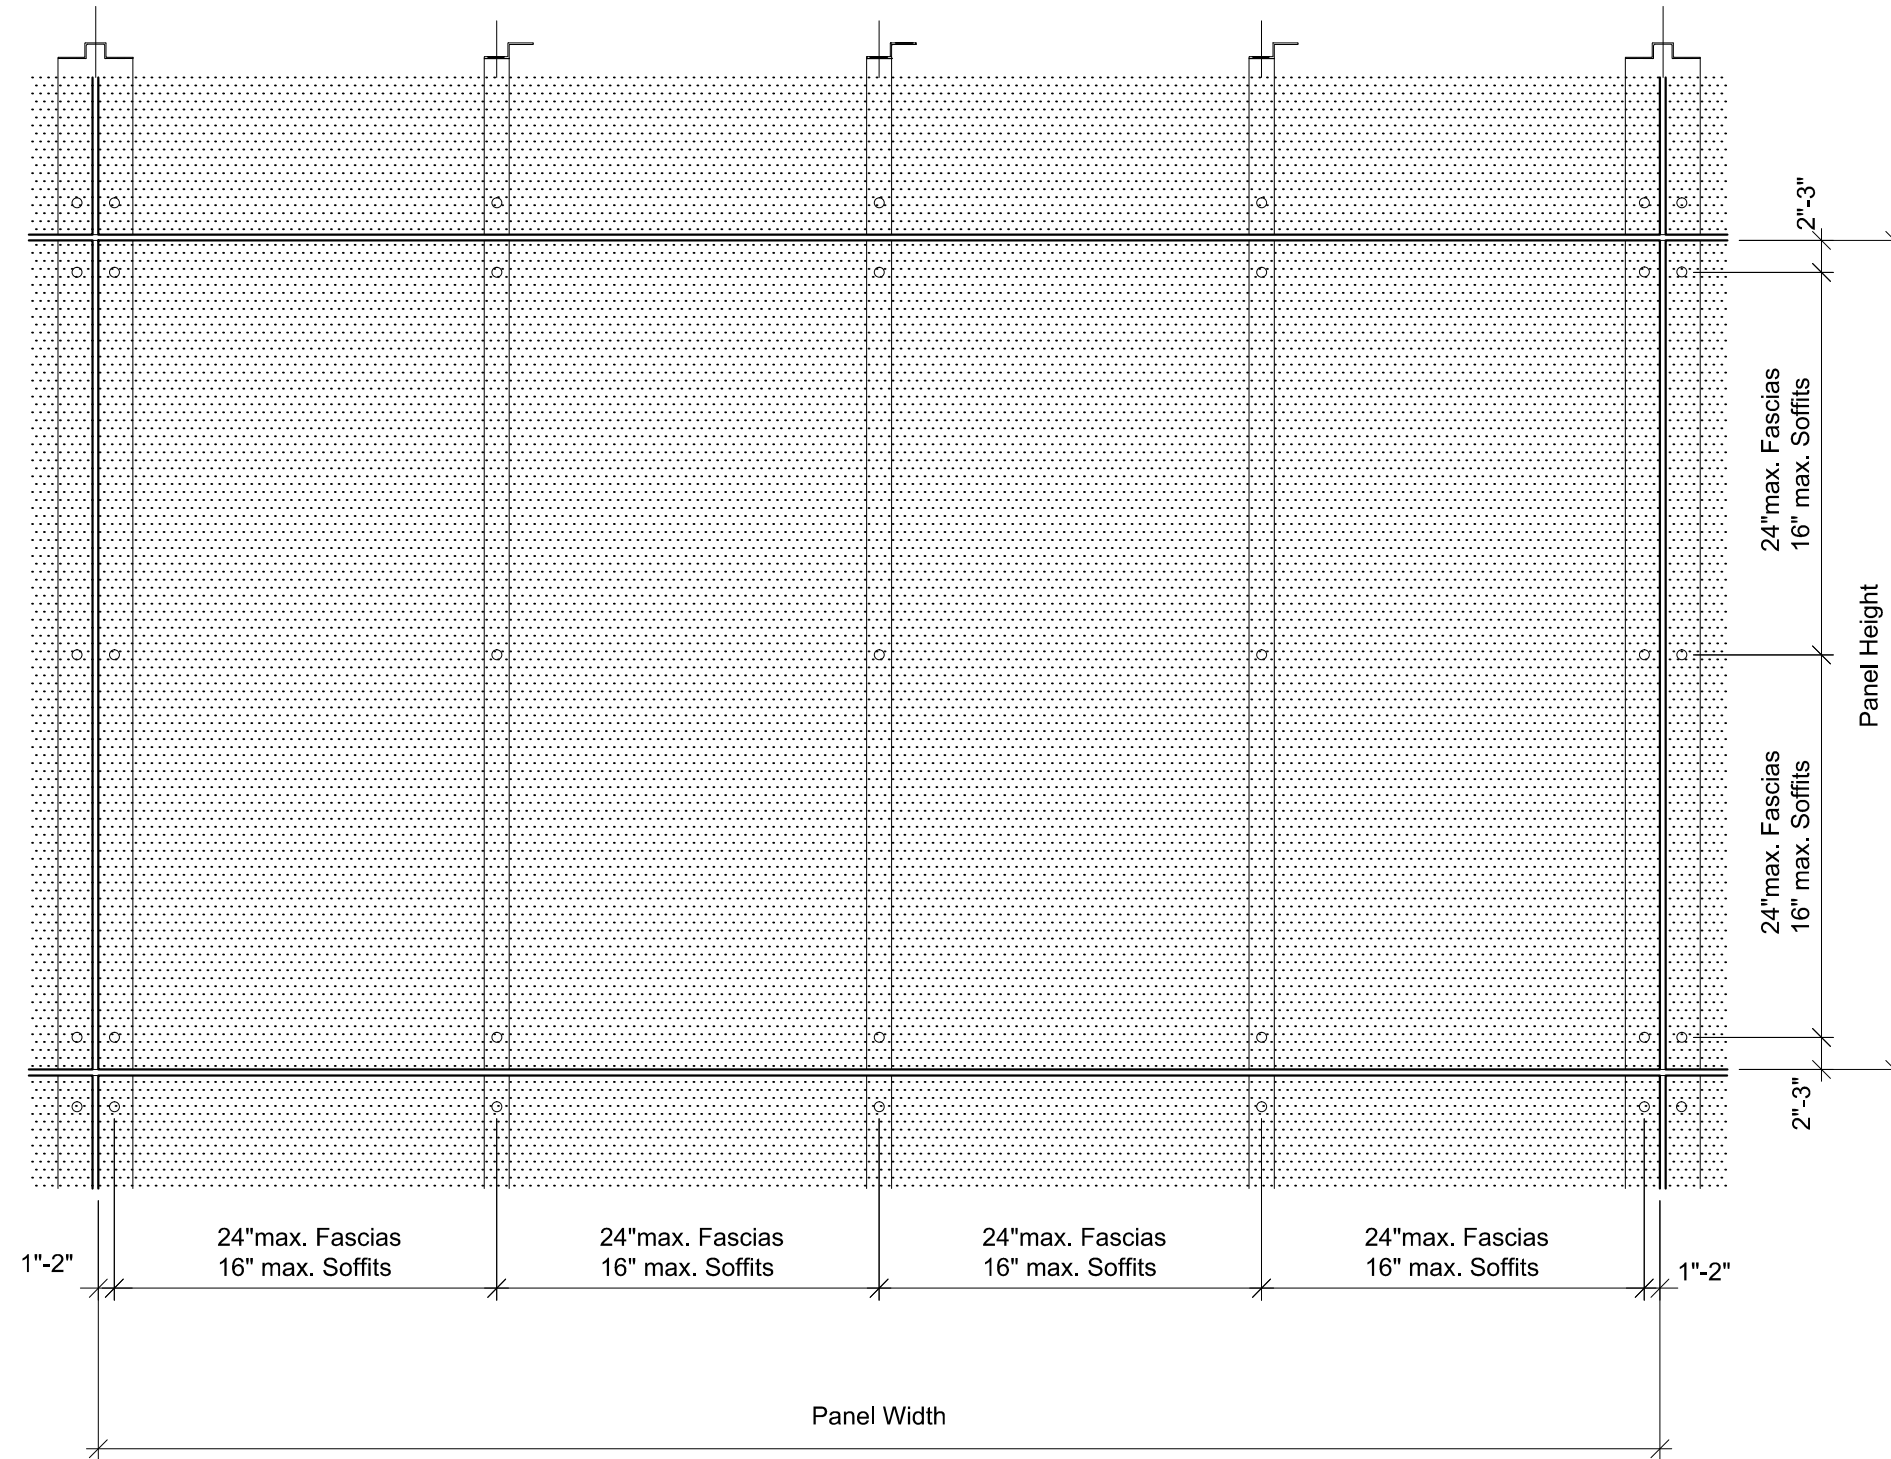 2"-3"
24"max. Fascias
16" max. Soffits
Panel Height
24"max. Fascias
16" max. Soffits
2"-3"
1"-2"
24"max. Fascias
16" max. Soffits
24"max. Fascias
16" max. Soffits
24"max. Fascias
16" max. Soffits
24"max. Fascias
16" max. Soffits
1"-2"
Panel Width